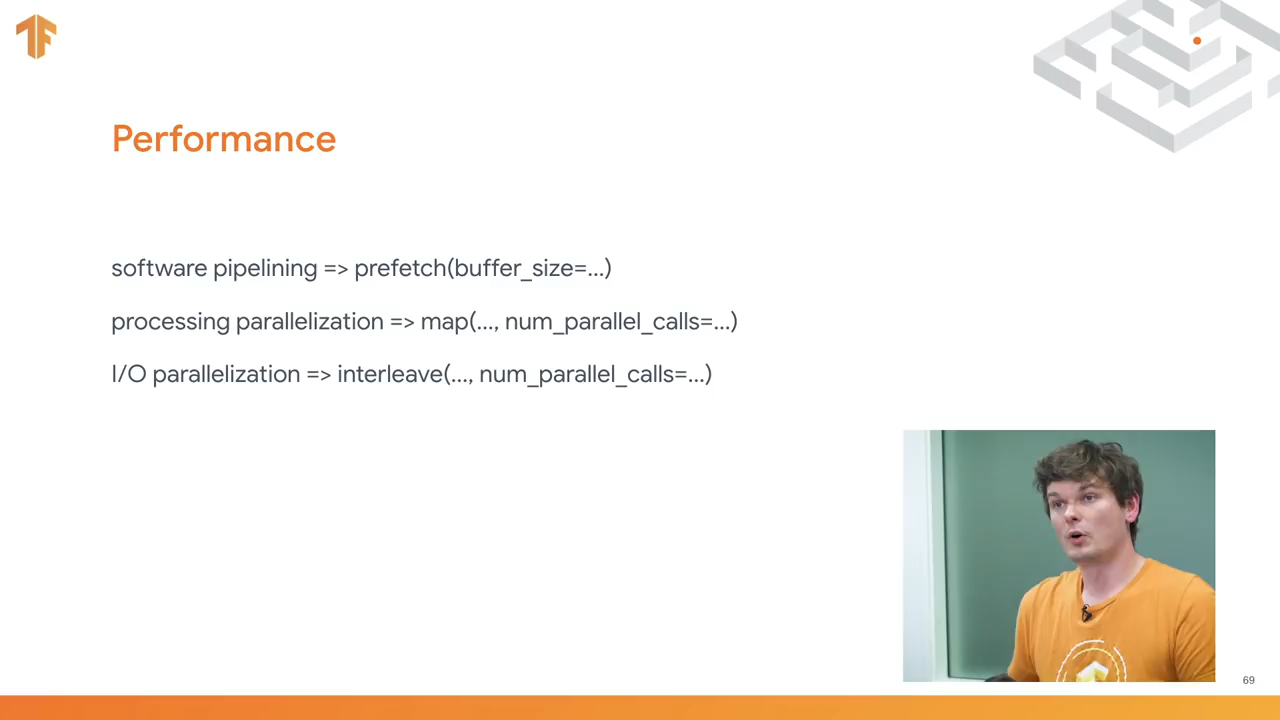 Performance
software pipelining => prefetch(buffer_size=...)
processing parallelization => map(..., num_parallel_calls=...)
I/O parallelization => interleave(..., num_parallel_calls=...)
69